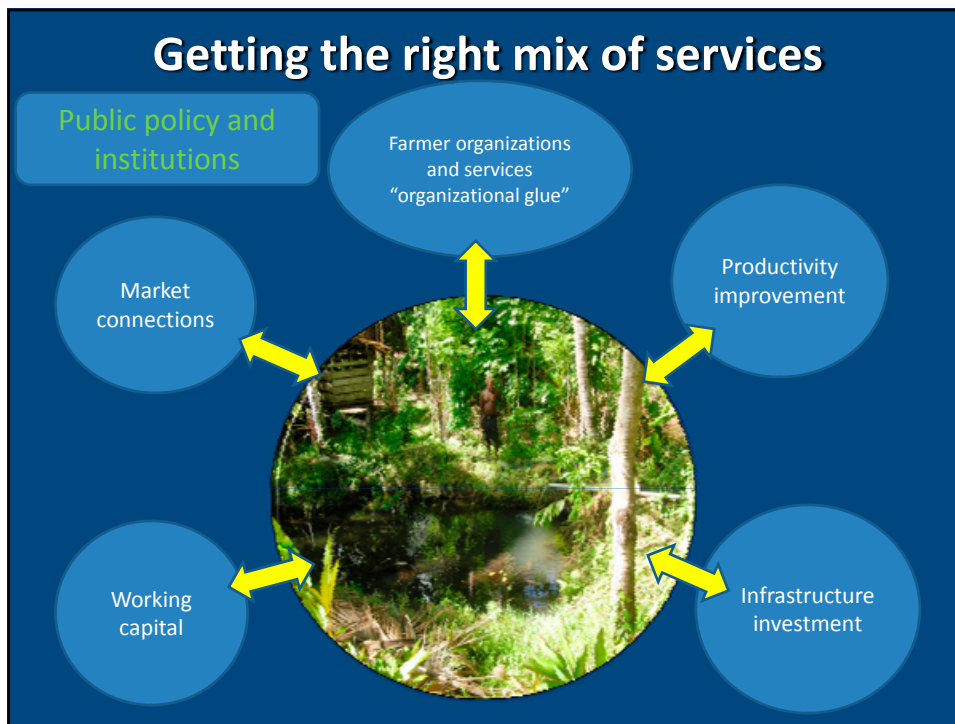 Getting the right mix of services
Public policy and
institutions
Farmer organizations
and services
“organizational glue”
Market
connections
Productivity
improvement
Working
capital
Infrastructure
investment